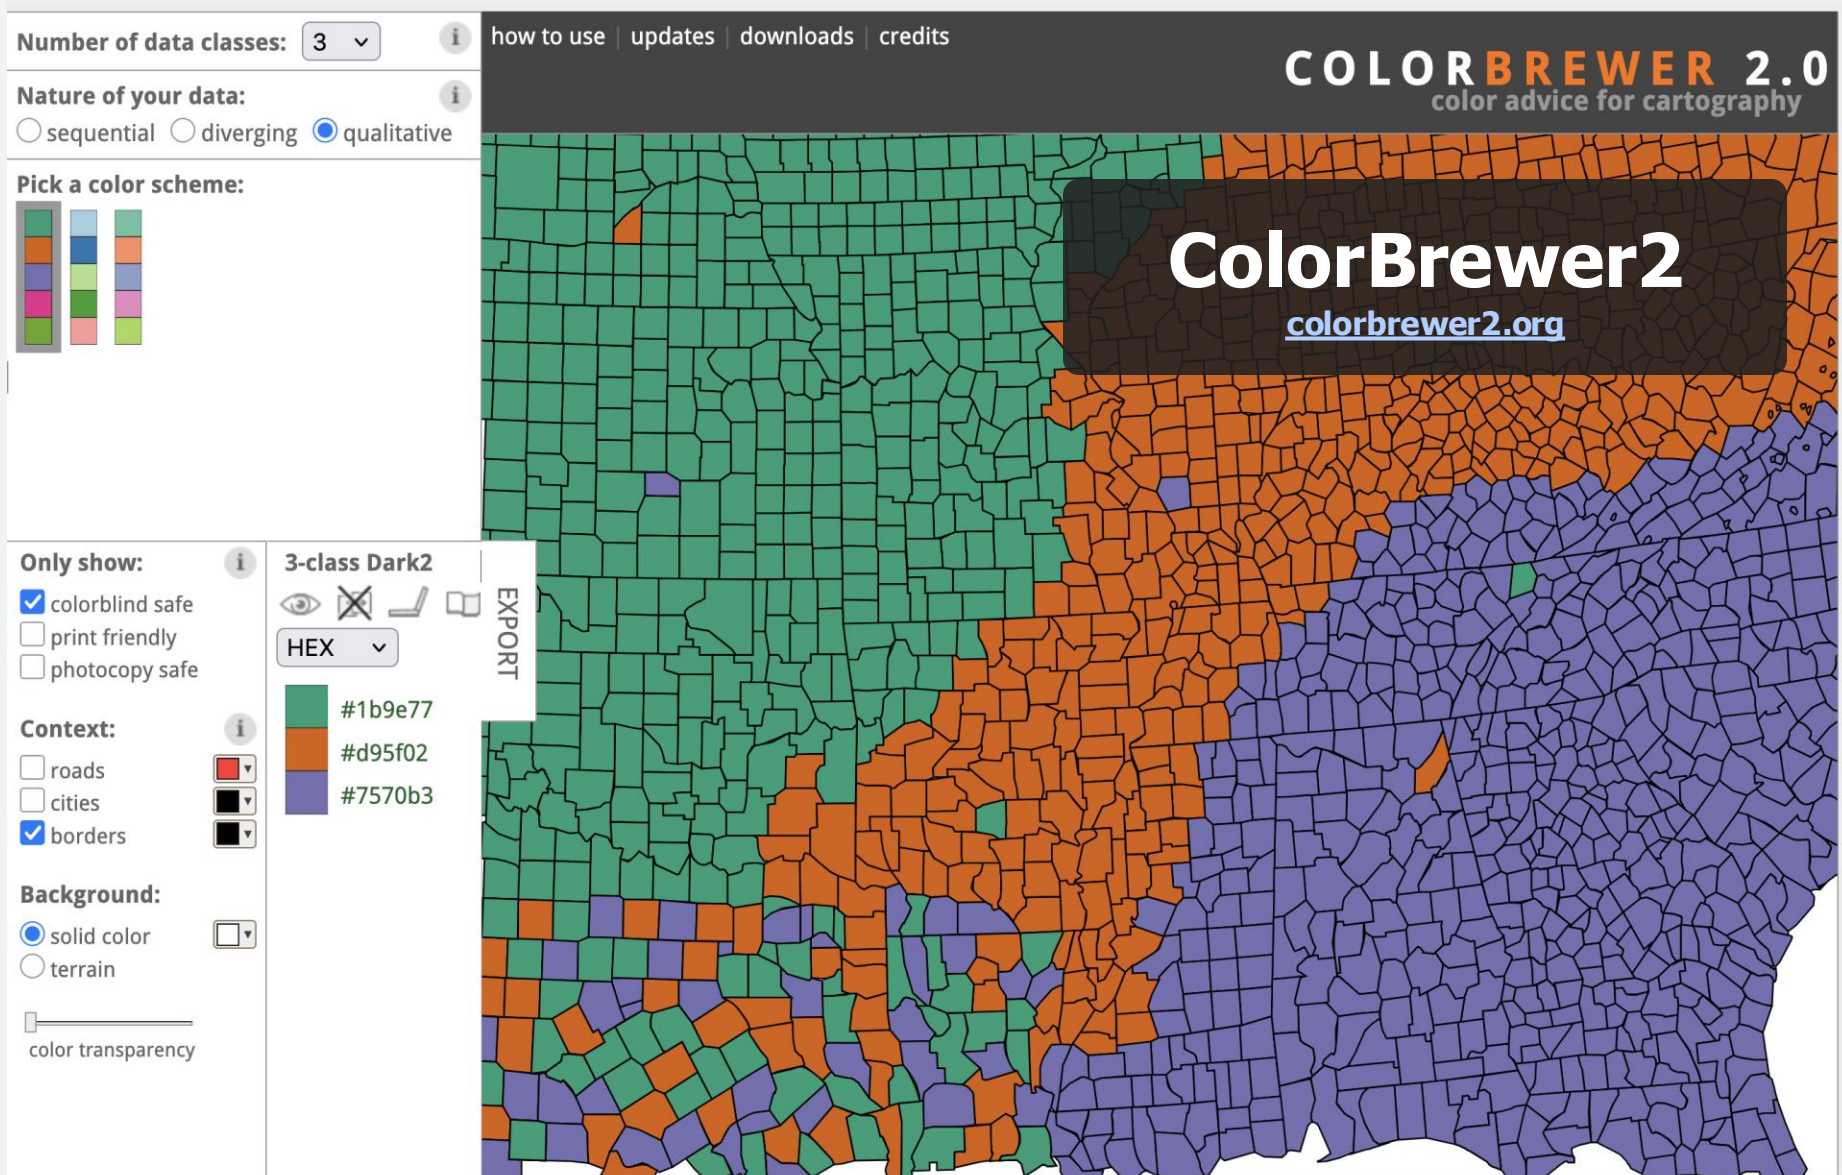 Number of data classes: 3 i
how to use | updates | downloads | credits
COLORBREWER 2.0
color advice for cartography
Nature of your data: i
sequential diverging qualitative
Pick a color scheme:
ColorBrewer2
colorbrewer2.org
Only show: i
colorblind safe
print friendly
photocopy safe
Context: i
roads
cities
borders
Background:
solid color
terrain
color transparency
3-class Dark2
HEX
#1b9e77
#d95f02
#7570b3
EXPORT